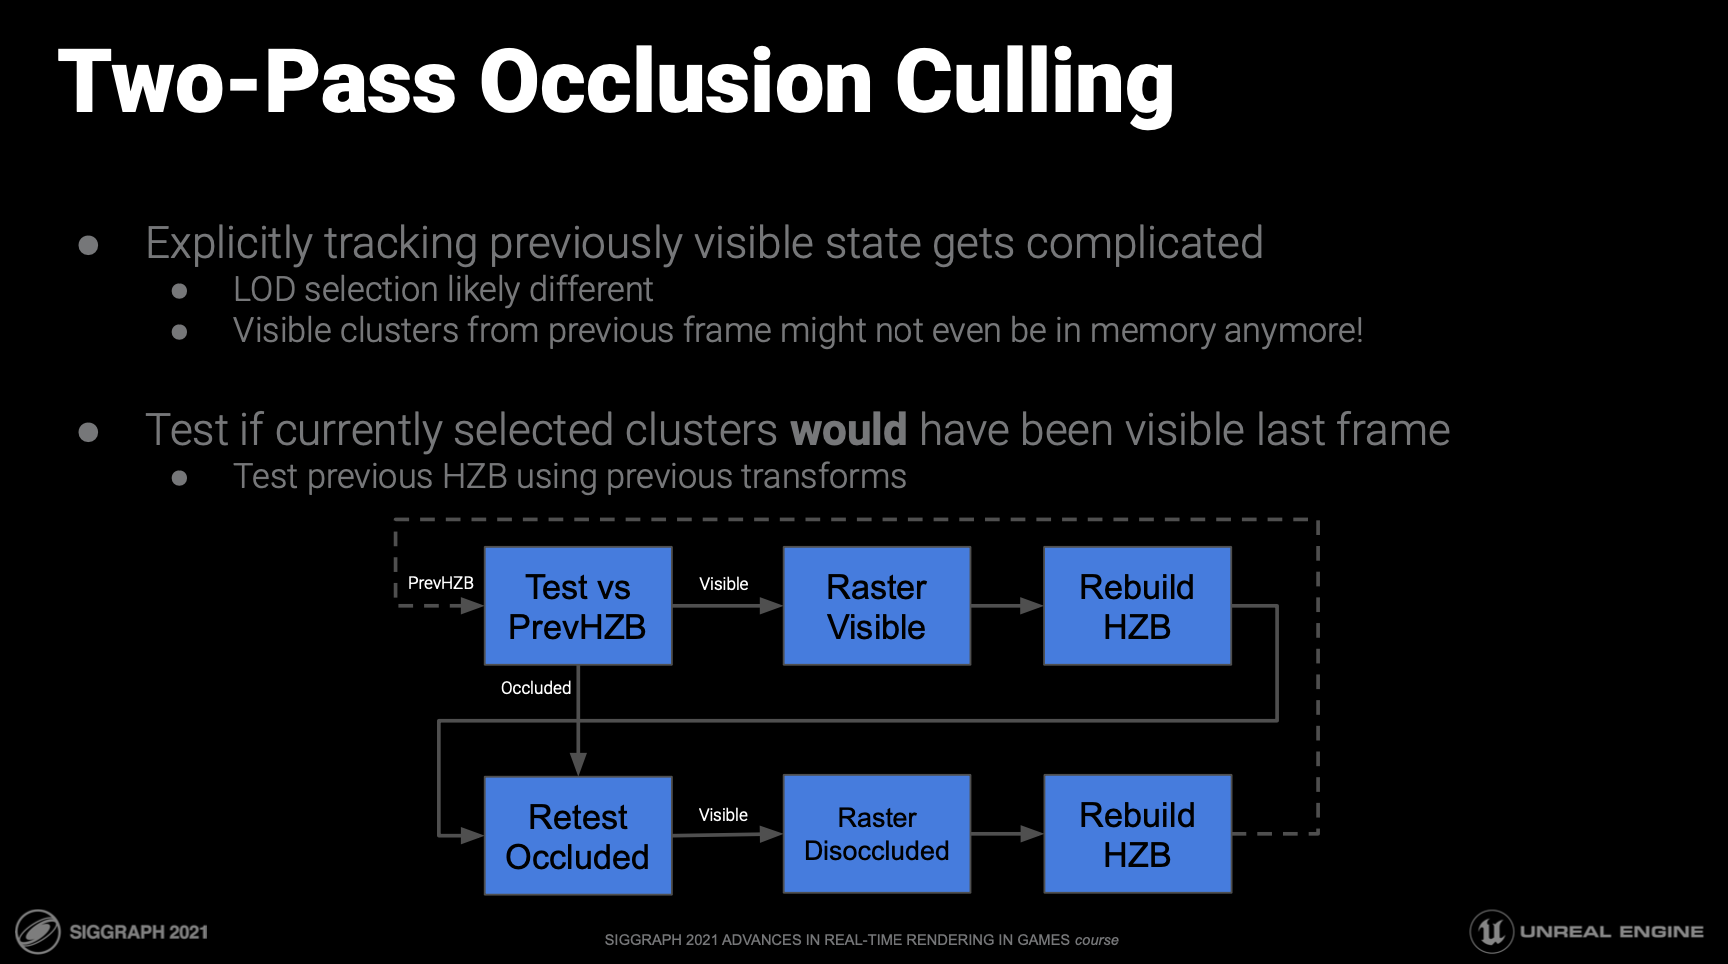 Two-Pass Occlusion Culling
● Explicitly tracking previously visible state gets complicated
● LOD selection likely different
● Visible clusters from previous frame might not even be in memory anymore!
● Test if currently selected clusters would have been visible last frame
● Test previous HZB using previous transforms
PrevHZB
Test vs
PrevHZB
Visible
Raster
Visible
Rebuild
HZB
Occluded
Retest
Occluded
Visible
Raster
Disoccluded
Rebuild
HZB
SIGGRAPH 2021
SIGGRAPH 2021 ADVANCES IN REAL-TIME RENDERING IN GAMES course
UNREAL ENGINE